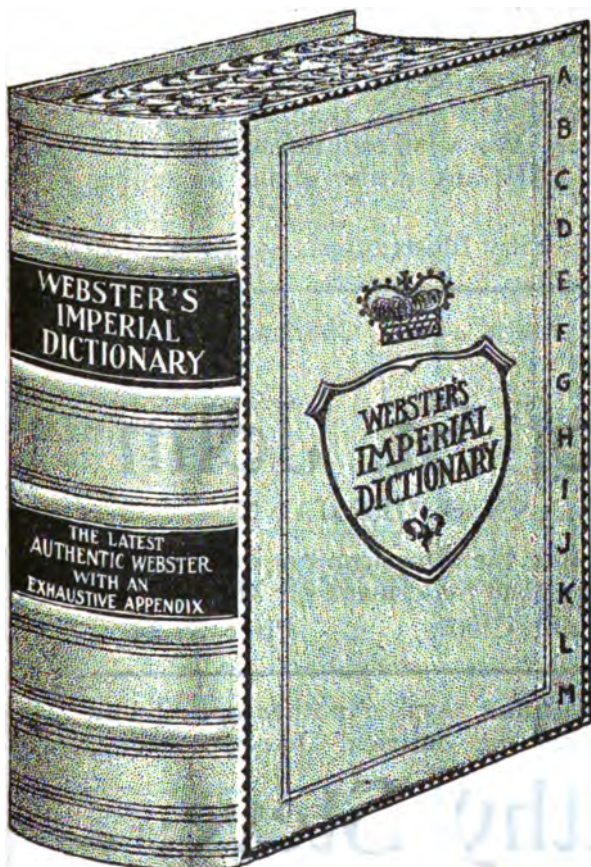 WEBSTER'S
IMPERIAL
DICTIONARY
THE LATEST
AUTHENTIC WEBSTER
WITH AN
EXHAUSTIVE APPENDIX
WEBSTER'S
IMPERIAL
DICTIONARY
A
B
C
D
E
F
G
H
I
J
K
L
M